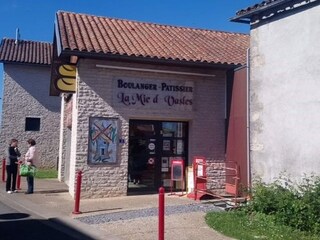 Boulanger - Patissier
La Mie d' Vasles